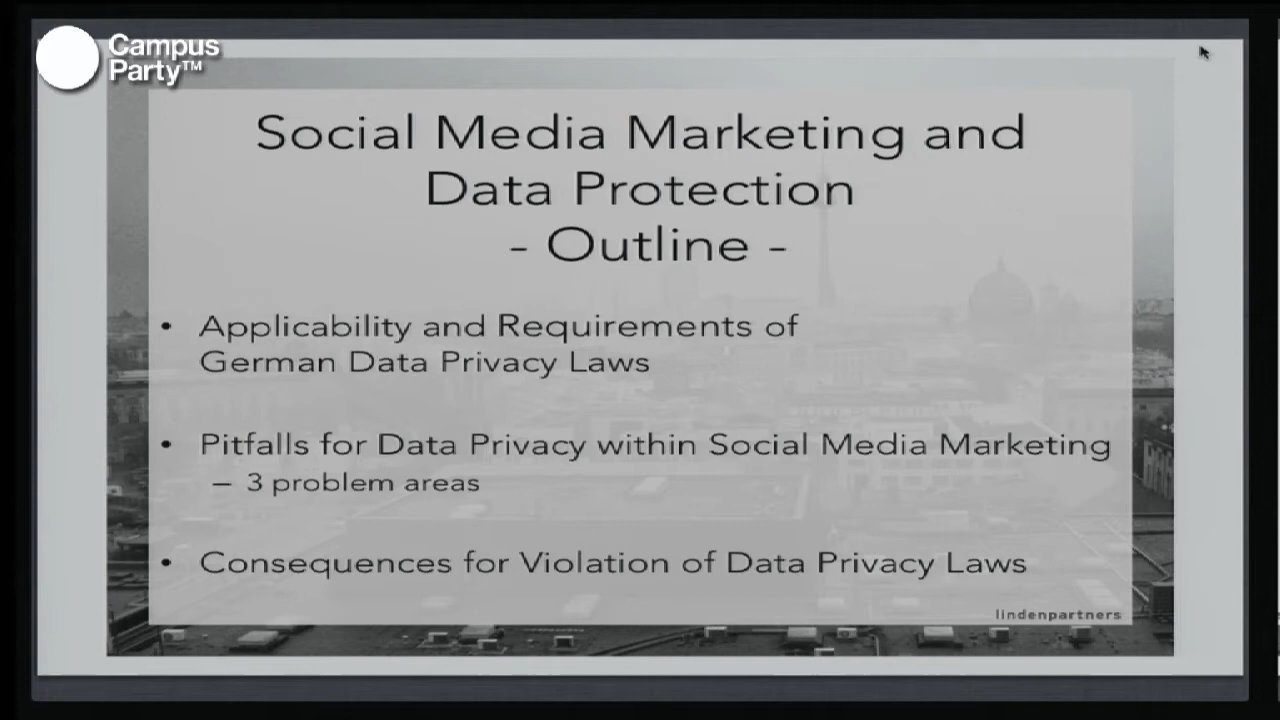 Campus
Party™
Social Media Marketing and
Data Protection
- Outline -
• Applicability and Requirements of
German Data Privacy Laws
• Pitfalls for Data Privacy within Social Media Marketing
– 3 problem areas
• Consequences for Violation of Data Privacy Laws
lindenpartners